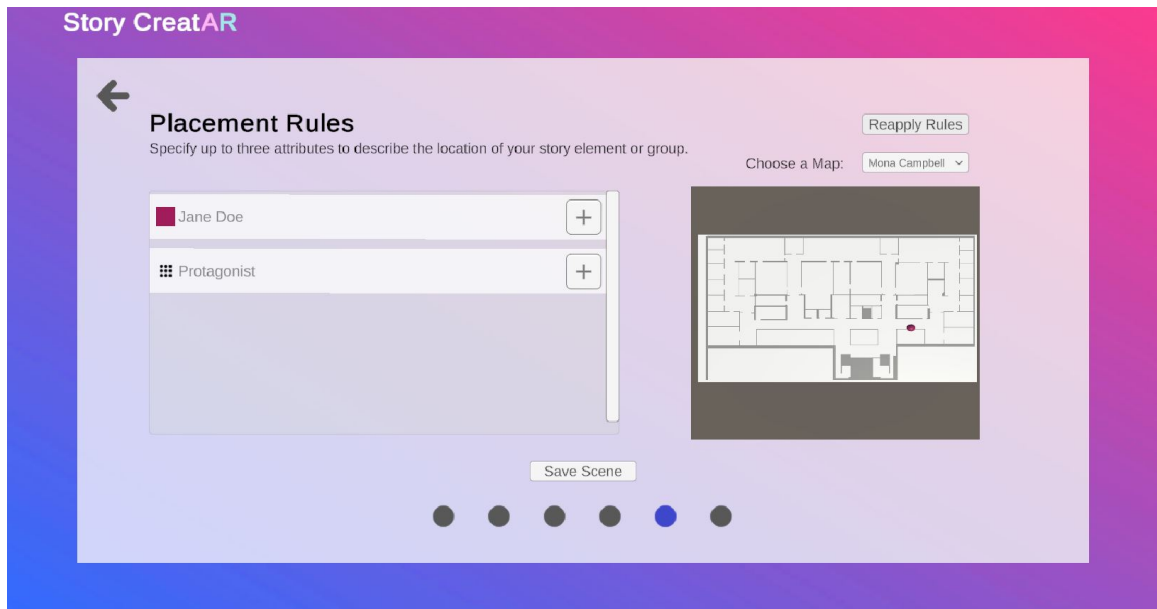 Story CreatAR
Placement Rules
Specify up to three attributes to describe the location of your story element or group.
Reapply Rules
Choose a Map: Mona Campbell
Jane Doe
Protagonist
Save Scene